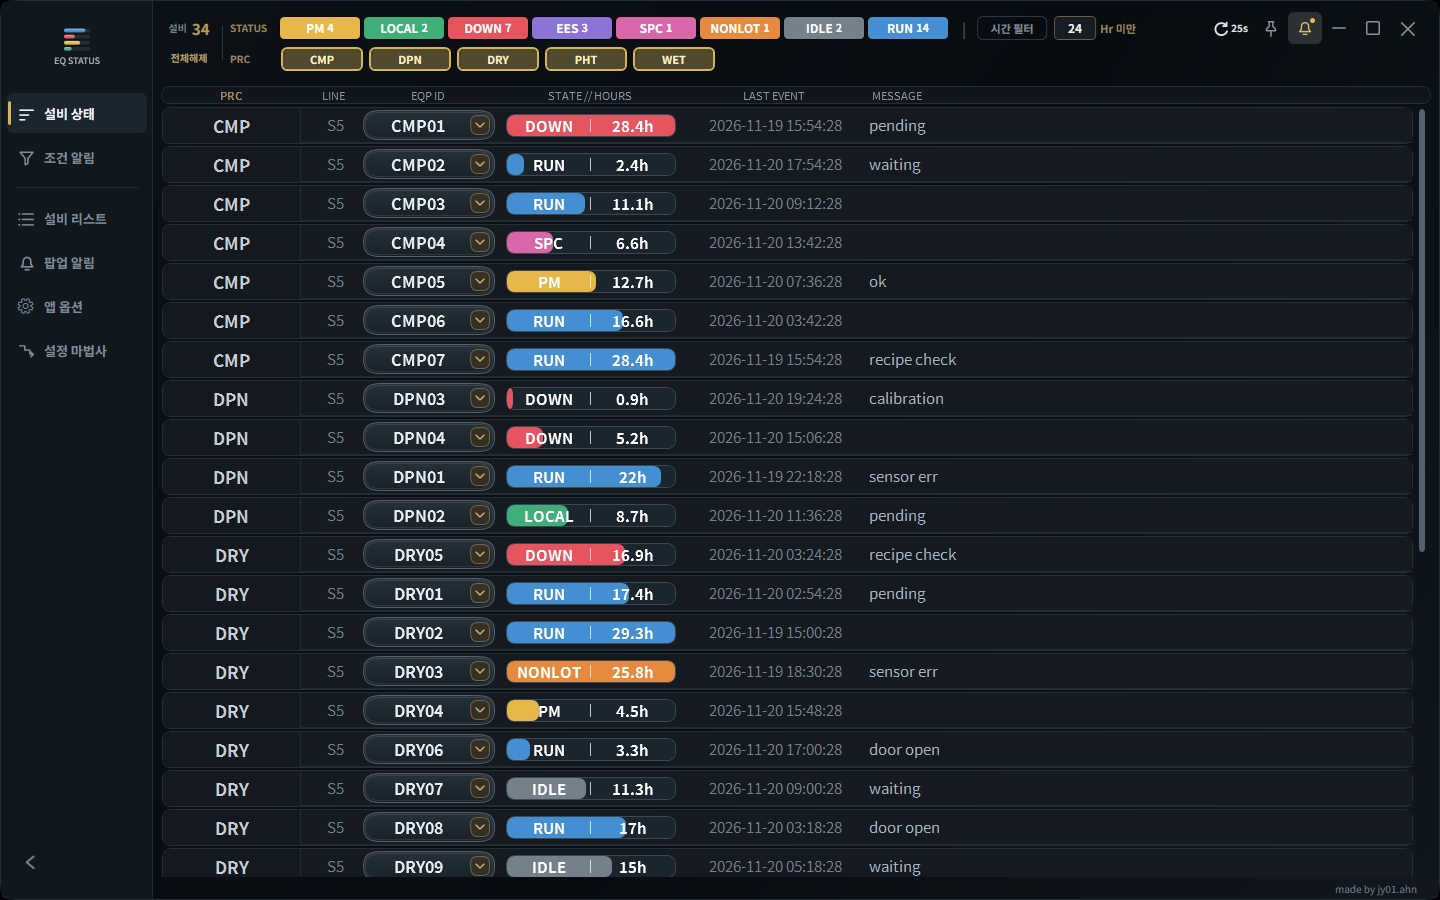 EQ STATUS
설비 상태
조건 알림
설비 리스트
팝업 알림
앱 옵션
설정 마법사
설비 34 STATUS PM 4 LOCAL 2 DOWN 7 EES 3 SPC 1 NONLOT 1 IDLE 2 RUN 14 시간 필터 24 Hr 미만 25s
전체해제 PRC CMP DPN DRY PHT WET
PRC LINE EQP ID STATE // HOURS LAST EVENT MESSAGE
CMP S5 CMP01 DOWN 28.4h 2026-11-19 15:54:28 pending
CMP S5 CMP02 RUN 2.4h 2026-11-20 17:54:28 waiting
CMP S5 CMP03 RUN 11.1h 2026-11-20 09:12:28
CMP S5 CMP04 SPC 6.6h 2026-11-20 13:42:28
CMP S5 CMP05 PM 12.7h 2026-11-20 07:36:28 ok
CMP S5 CMP06 RUN 16.6h 2026-11-20 03:42:28
CMP S5 CMP07 RUN 28.4h 2026-11-19 15:54:28 recipe check
DPN S5 DPN03 DOWN 0.9h 2026-11-20 19:24:28 calibration
DPN S5 DPN04 DOWN 5.2h 2026-11-20 15:06:28
DPN S5 DPN01 RUN 22h 2026-11-19 22:18:28 sensor err
DPN S5 DPN02 LOCAL 8.7h 2026-11-20 11:36:28 pending
DRY S5 DRY05 DOWN 16.9h 2026-11-20 03:24:28 recipe check
DRY S5 DRY01 RUN 17.4h 2026-11-20 02:54:28 pending
DRY S5 DRY02 RUN 29.3h 2026-11-19 15:00:28
DRY S5 DRY03 NONLOT 25.8h 2026-11-19 18:30:28 sensor err
DRY S5 DRY04 PM 4.5h 2026-11-20 15:48:28
DRY S5 DRY06 RUN 3.3h 2026-11-20 17:00:28 door open
DRY S5 DRY07 IDLE 11.3h 2026-11-20 09:00:28 waiting
DRY S5 DRY08 RUN 17h 2026-11-20 03:18:28 door open
DRY S5 DRY09 IDLE 15h 2026-11-20 05:18:28 waiting
made by jy01.ahn